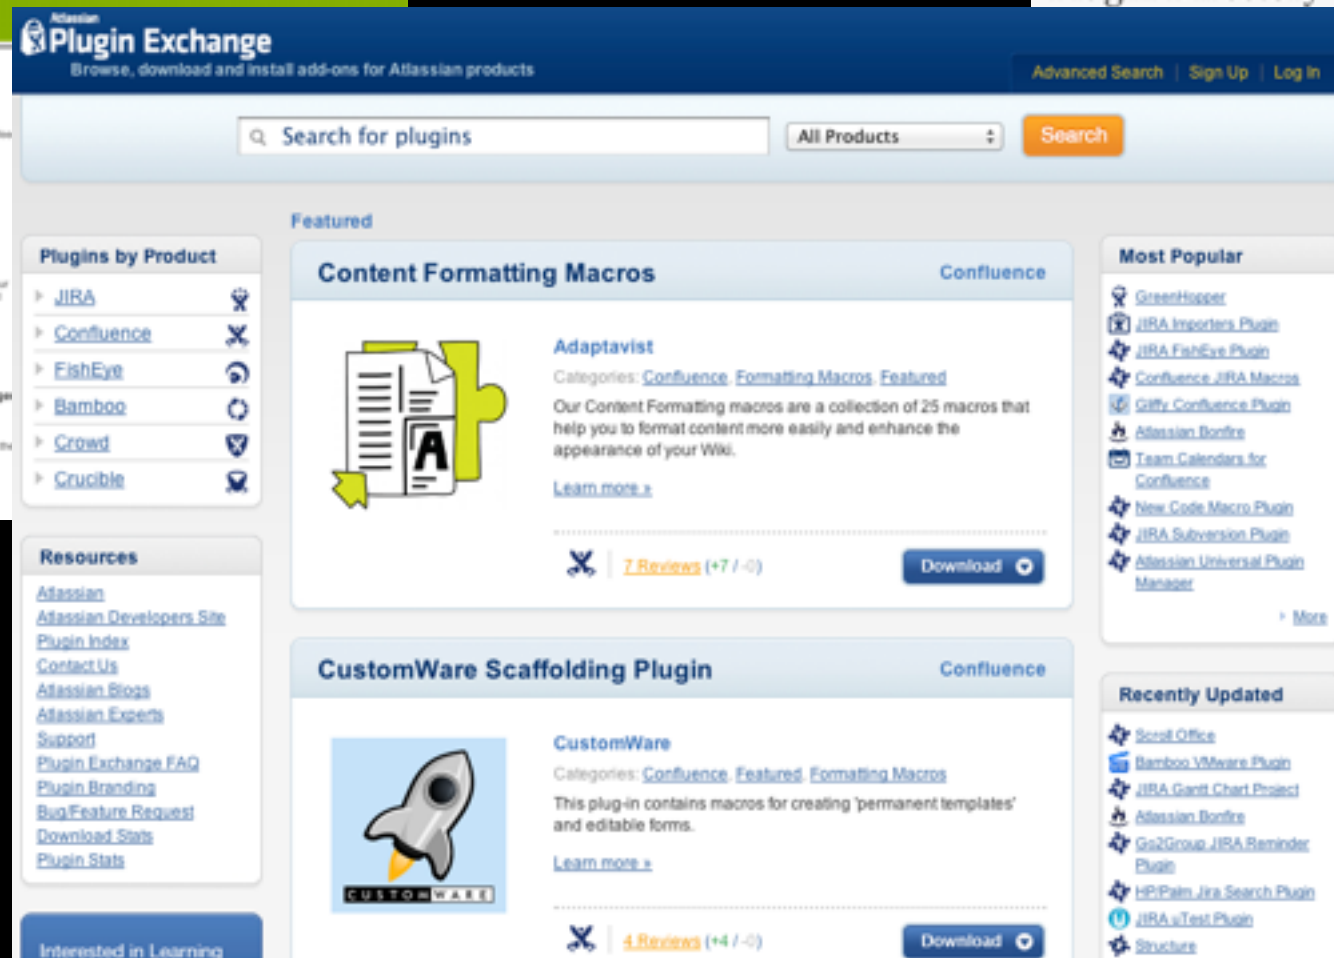 Atlassian
Plugin Exchange
Browse, download and install add-ons for Atlassian products
Advanced Search | Sign Up | Log In
Search for plugins
All Products
Search
Featured
Plugins by Product
JIRA
Confluence
FishEye
Bamboo
Crowd
Crucible
Resources
Atlassian
Atlassian Developers Site
Plugin Index
Contact Us
Atlassian Blogs
Atlassian Experts
Support
Plugin Exchange FAQ
Plugin Branding
Bug/Feature Request
Download Stats
Plugin Stats
Interested in Learning
Content Formatting Macros
Confluence
A
Adaptavist
Categories: Confluence, Formatting Macros, Featured
Our Content Formatting macros are a collection of 25 macros that
help you to format content more easily and enhance the
appearance of your Wiki.
Learn more »
7 Reviews (+7 / -0)
Download
CustomWare Scaffolding Plugin
Confluence
CUSTOMWARE
CustomWare
Categories: Confluence, Featured, Formatting Macros
This plug-in contains macros for creating 'permanent templates'
and editable forms.
Learn more »
4 Reviews (+4 / -0)
Download
Most Popular
GreenHopper
JIRA Importers Plugin
JIRA FishEye Plugin
Confluence JIRA Macros
Gliffy Confluence Plugin
Atlassian Bonfire
Team Calendars for
Confluence
New Code Macro Plugin
JIRA Subversion Plugin
Atlassian Universal Plugin
Manager
More
Recently Updated
Scroll Office
Bamboo VMware Plugin
JIRA Gantt Chart Project
Atlassian Bonfire
Go2Group JIRA Reminder
Plugin
HP/Palm Jira Search Plugin
JIRA uTest Plugin
Structure